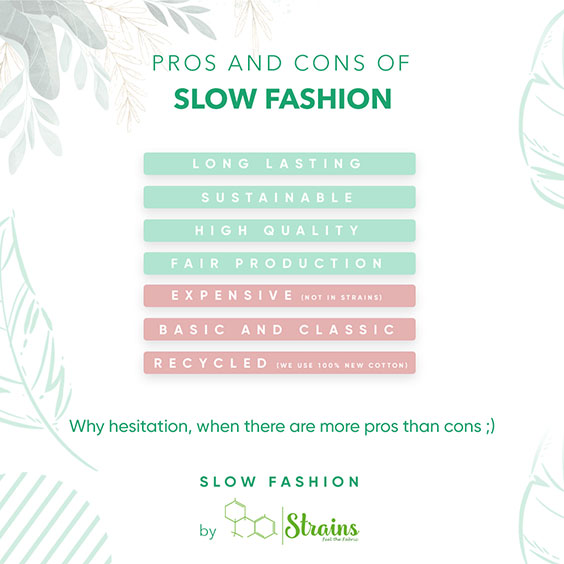 PROS AND CONS OF
SLOW FASHION
LONG LASTING
SUSTAINABLE
HIGH QUALITY
FAIR PRODUCTION
EXPENSIVE (NOT IN STRAINS)
BASIC AND CLASSIC
RECYCLED (WE USE 100% NEW COTTON)
Why hesitation, when there are more pros than cons ;)
SLOW FASHION
by Strains
feel the Fabric